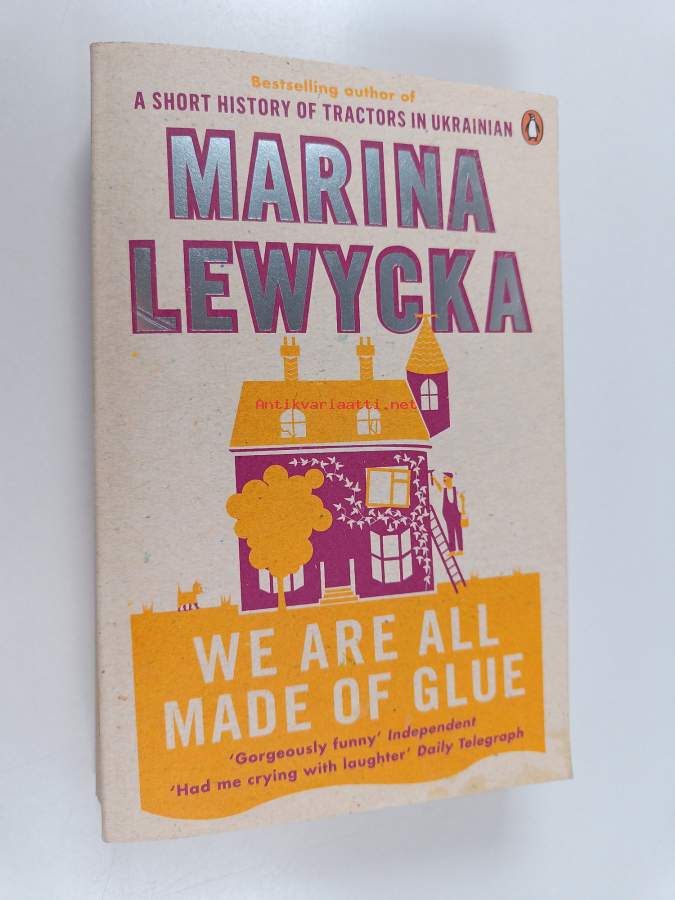 Bestselling author of
A SHORT HISTORY OF TRACTORS IN UKRAINIAN
MARINA
LEWYCKA
Antikvariaatti.net
WE ARE ALL
MADE OF GLUE
'Gorgeously funny' Independent
'Had me crying with laughter' Daily Telegraph